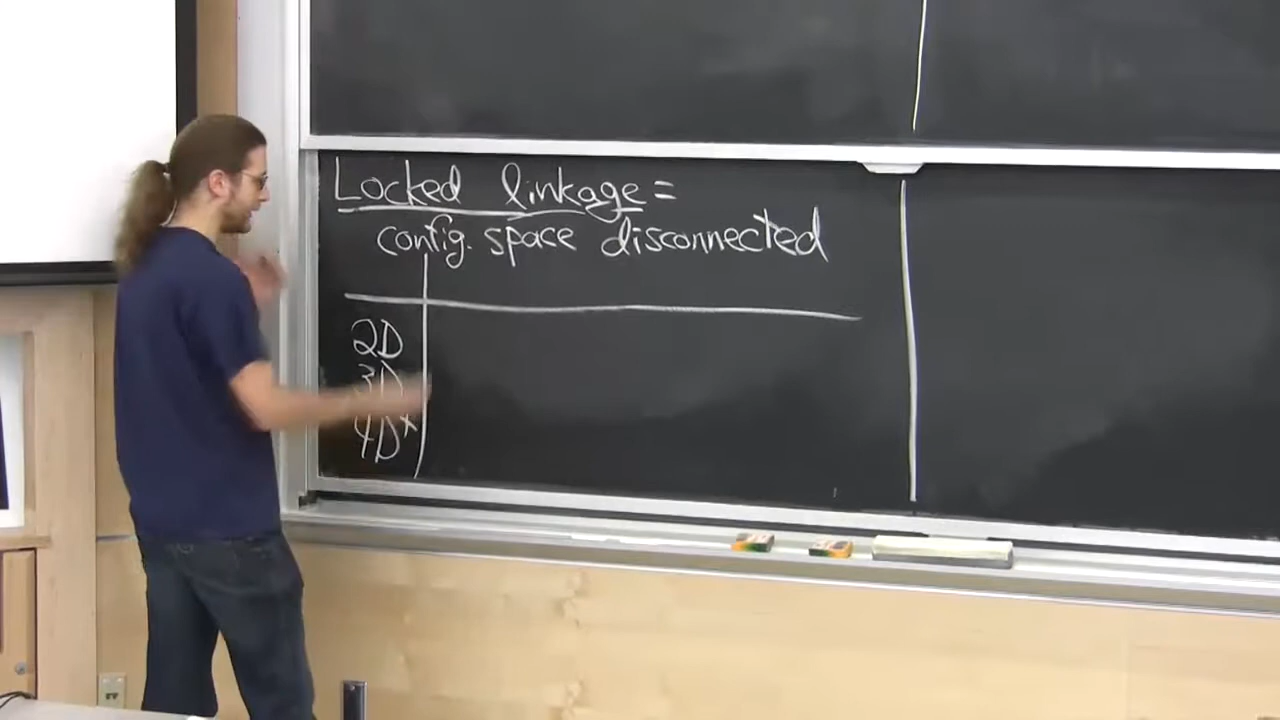 Locked linkage =
config. space disconnected
2D
3D
4D*